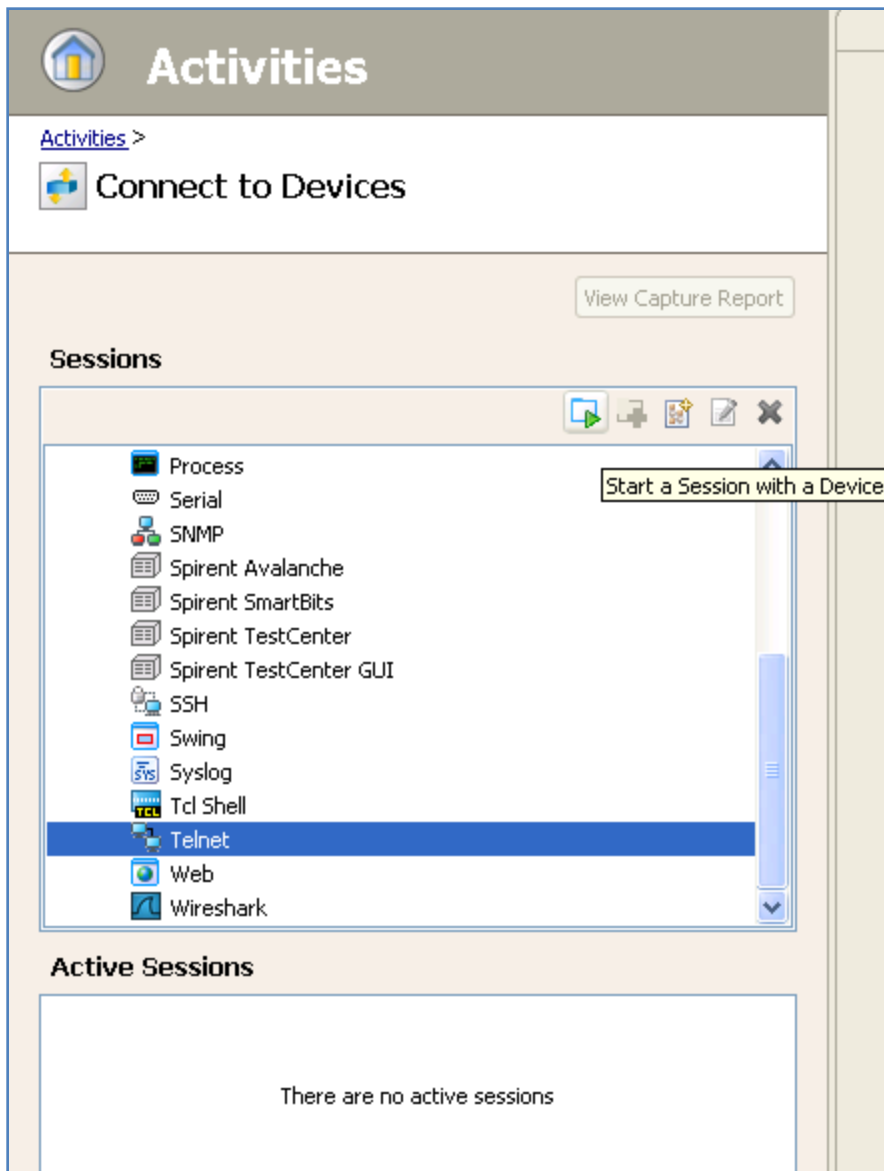 Activities
Activities >
Connect to Devices
View Capture Report
Sessions
Start a Session with a Device
Process
Serial
SNMP
Spirent Avalanche
Spirent SmartBits
Spirent TestCenter
Spirent TestCenter GUI
SSH
Swing
SYS Syslog
TCL Tcl Shell
Telnet
Web
Wireshark
Active Sessions
There are no active sessions